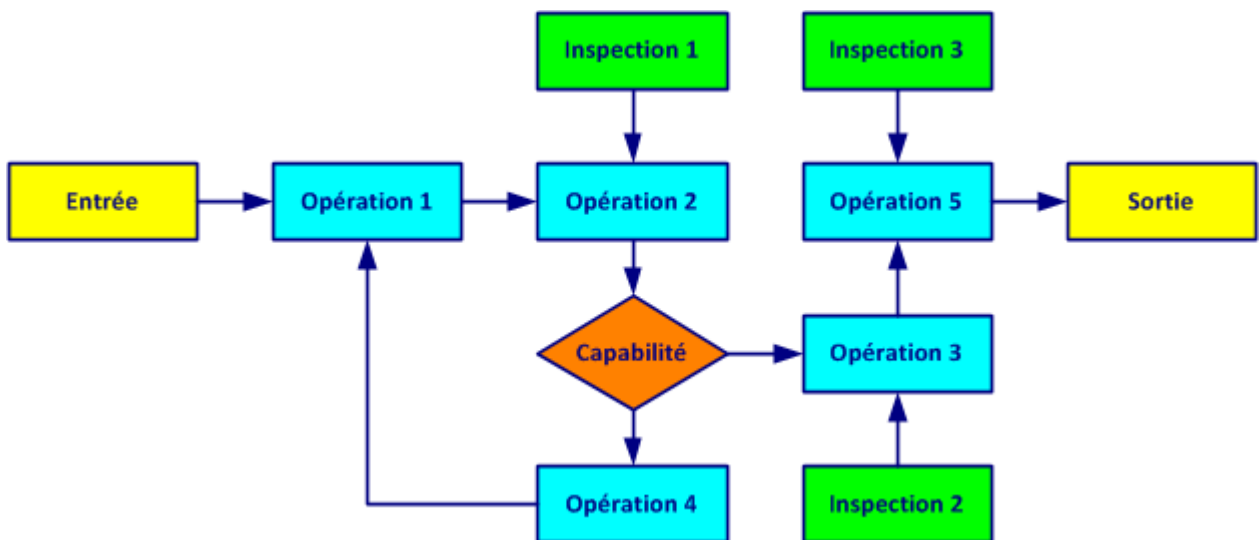 Inspection 1
Inspection 3
Entrée
Opération 1
Opération 2
Opération 5
Sortie
Capabilité
Opération 3
Opération 4
Inspection 2